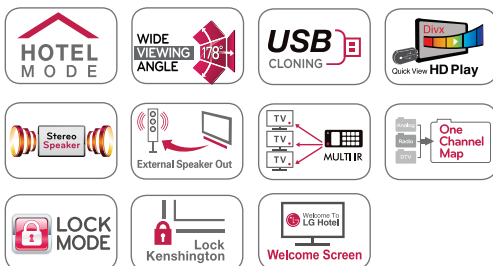 HOTEL
MODE
WIDE
VIEWING
ANGLE
178°
USB
CLONING
Divx
Quick View HD Play
Stereo
Speaker
External Speaker Out
TV
TV
TV
MULTI IR
Analog
Radio
DTV
One
Channel
Map
LOCK
MODE
Lock
Kenshington
Welcome To
LG Hotel
Welcome Screen